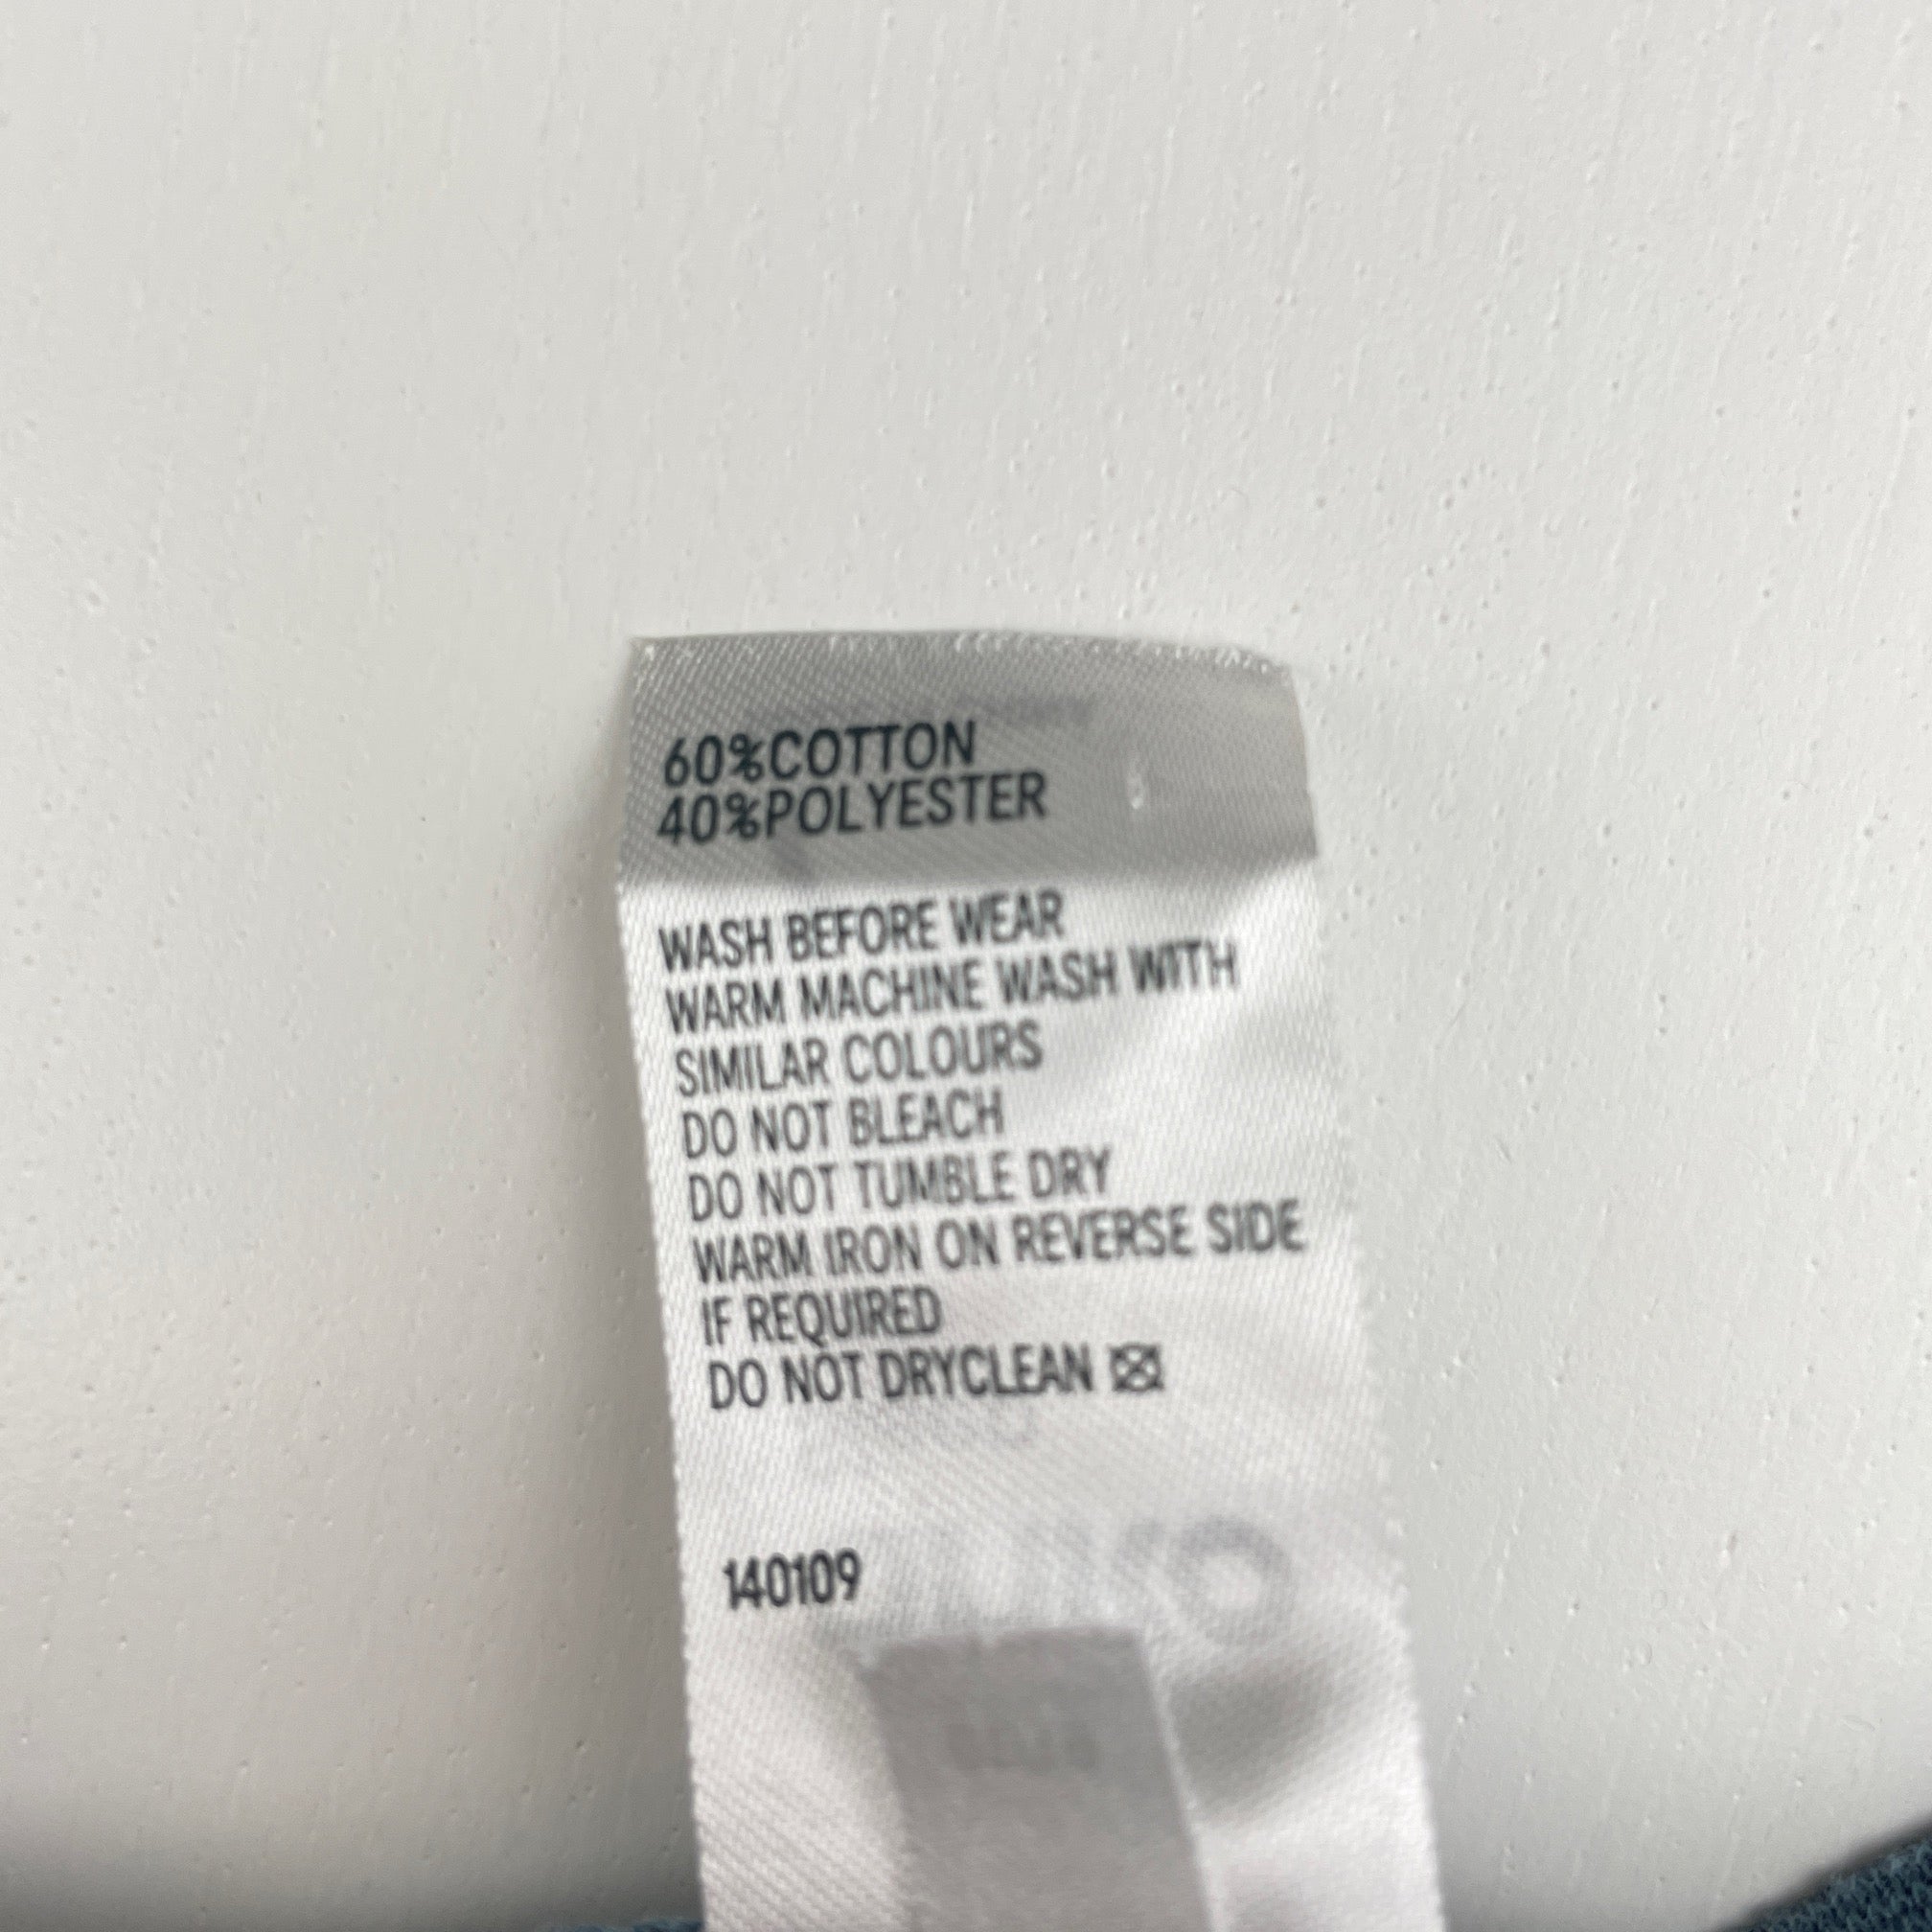 60%COTTON
40%POLYESTER
WASH BEFORE WEAR
WARM MACHINE WASH WITH
SIMILAR COLOURS
DO NOT BLEACH
DO NOT TUMBLE DRY
WARM IRON ON REVERSE SIDE
IF REQUIRED
DO NOT DRYCLEAN
140109